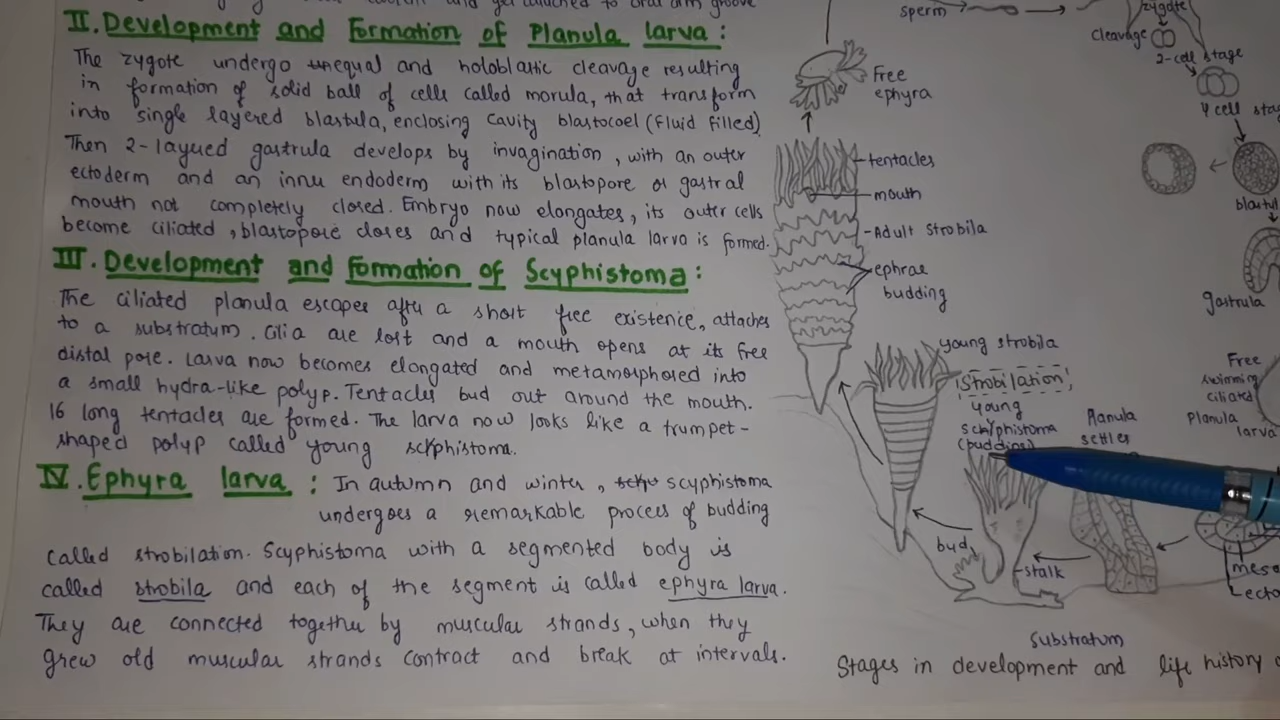 II. Development and Formation of Planula larva :
The zygote undergo unequal and holoblastic cleavage resulting
in formation of solid ball of cells called morula, that transform
into single layered blastula, enclosing cavity blastocoel (fluid filled)
Then 2-layered gastrula develops by invagination, with an outer
ectoderm and an inner endoderm with its blastopore or gastral
mouth not completely closed. Embryo now elongates, its outer cells
become ciliated, blastopore closes and typical planula larva is formed.
III. Development and Formation of Scyphistoma :
The ciliated planula escapes after a short free existence, attaches
to a substratum. Cilia are lost and a mouth opens at its free
distal pole. Larva now becomes elongated and metamorphosed into
a small hydra-like polyp. Tentacles bud out around the mouth.
16 long tentacles are formed. The larva now looks like a trumpet-
shaped polyp called young scyphistoma.
IV. Ephyra larva : In autumn and winter, scyphistoma
undergoes a remarkable process of budding
called strobilation. Scyphistoma with a segmented body is
called strobila and each of the segment is called ephyra larva.
They are connected together by muscular strands, when they
grew old muscular strands contract and break at intervals.
sperm
zygote
Cleavage
2-cell stage
4 cell
Free
ephyra
tentacles
mouth
Adult strobila
ephrae
budding
gastrula
young strobila
Strobilation
young
scyphistoma
(budding)
Planula
settles
Free
swimming
ciliated
Planula
larva
bud
stalk
Substratum
Stages in development and life history